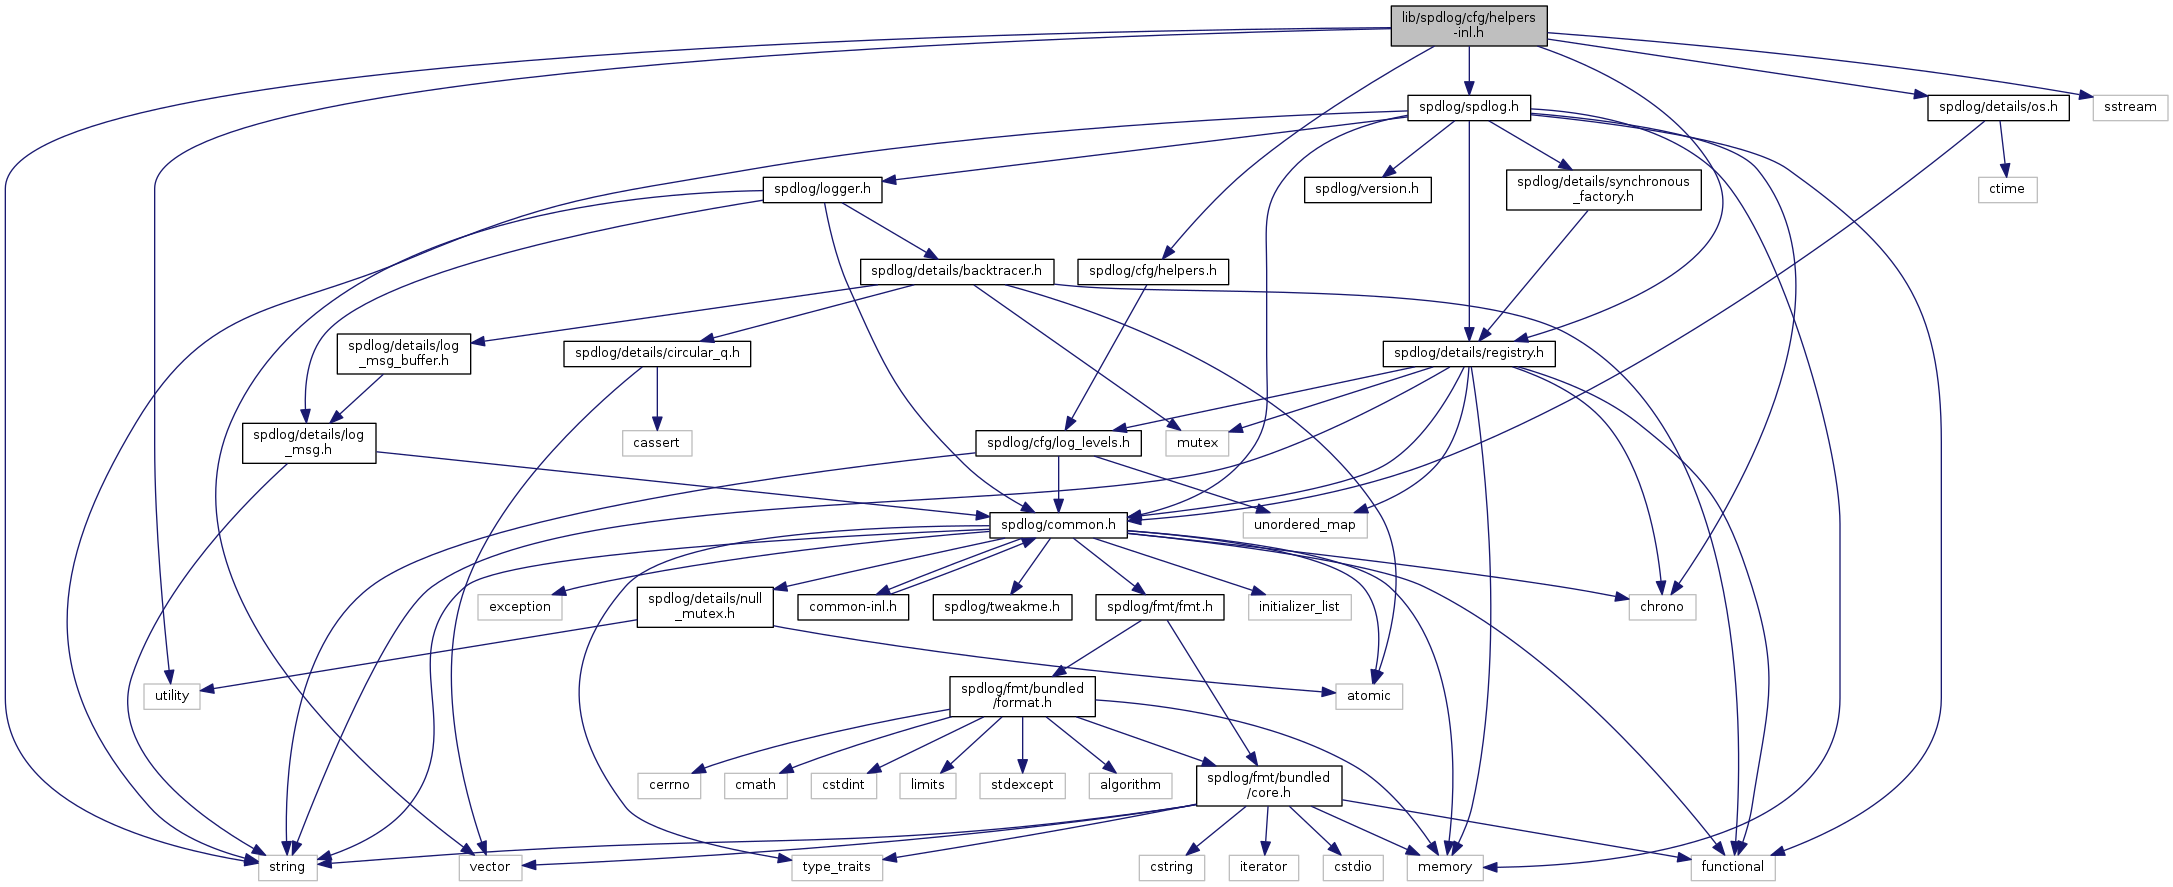 lib/spdlog/cfg/helpers
-inl.h
spdlog/spdlog.h
spdlog/details/os.h
sstream
spdlog/logger.h
spdlog/version.h
spdlog/details/synchronous
_factory.h
ctime
spdlog/details/backtracer.h
spdlog/cfg/helpers.h
spdlog/details/log
_msg_buffer.h
spdlog/details/circular_q.h
spdlog/details/registry.h
spdlog/details/log
_msg.h
cassert
spdlog/cfg/log_levels.h
mutex
spdlog/common.h
unordered_map
exception
spdlog/details/null
_mutex.h
common-inl.h
spdlog/tweakme.h
spdlog/fmt/fmt.h
initializer_list
chrono
utility
spdlog/fmt/bundled
/format.h
atomic
cerrno
cmath
cstdint
limits
stdexcept
algorithm
spdlog/fmt/bundled
/core.h
string
vector
type_traits
cstring
iterator
cstdio
memory
functional